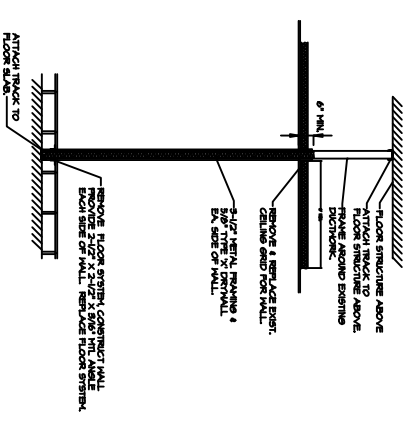 FLOOR STRUCTURE ABOVE
ATTACH TRACK TO
FLOOR STRUCTURE ABOVE.
FRAME AROUND EXISTING
DUCTWORK.
6" MIN.
REMOVE & REPLACE EXIST.
CEILING GRID FOR WALL.
3-1/2" METAL FRAMING &
5/8" TYPE 'X' DRYWALL
EA. SIDE OF WALL.
REMOVE FLOOR SYSTEM, CONSTRUCT WALL
PROVIDE 2-1/2" X 2-1/2" X 3/16" MTL ANGLE
EACH SIDE OF WALL. REPLACE FLOOR SYSTEM.
ATTACH TRACK TO
FLOOR SLAB.